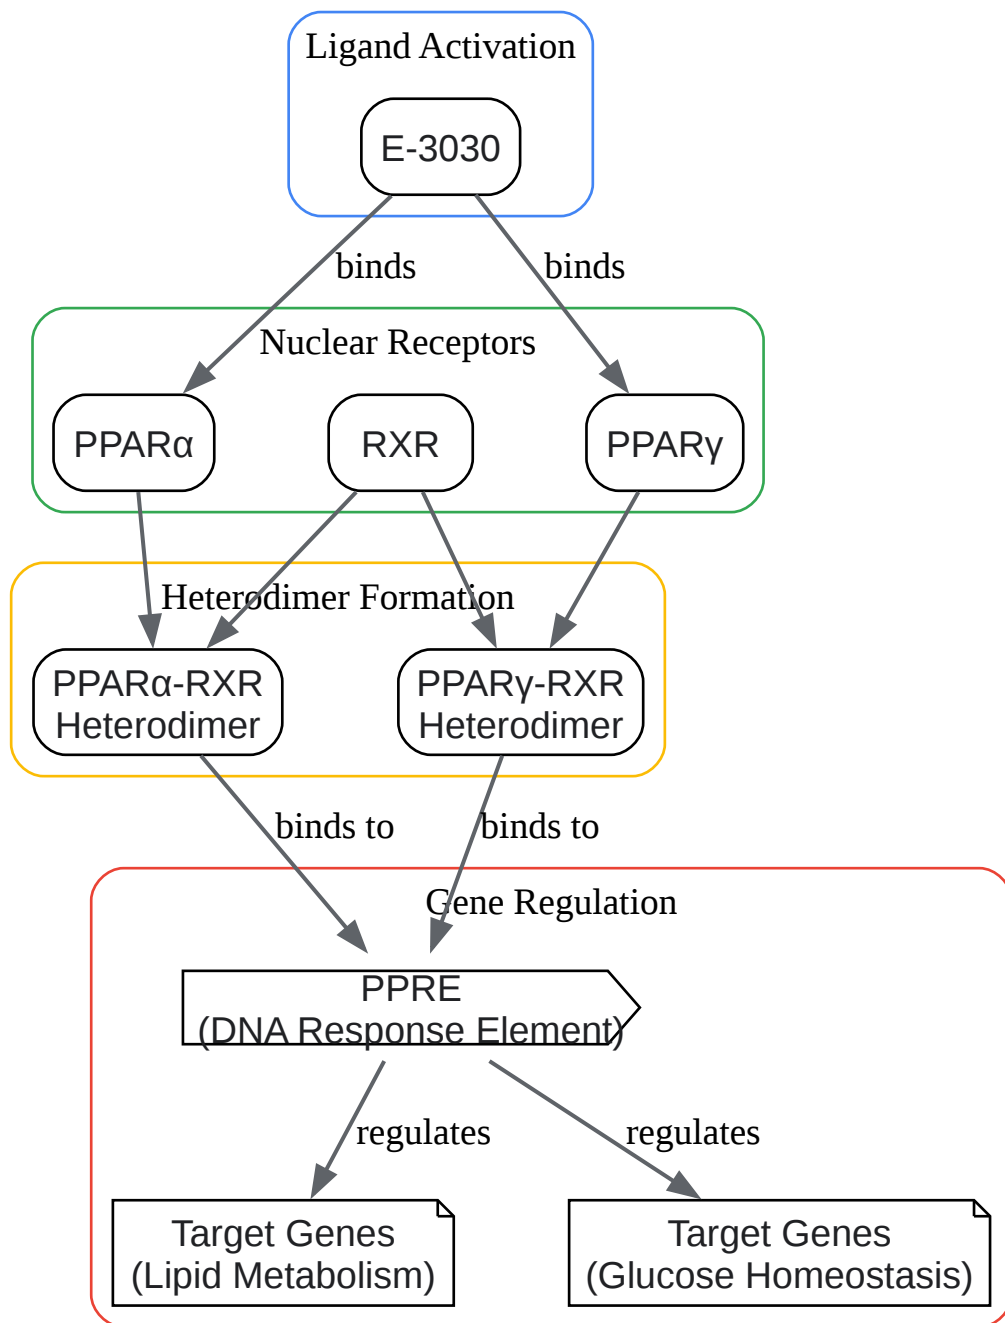 Ligand Activation
E-3030
binds
binds
Nuclear Receptors
PPARα
RXR
PPARγ
Heterodimer Formation
PPARα-RXR
Heterodimer
PPARγ-RXR
Heterodimer
binds to
binds to
Gene Regulation
PPRE
(DNA Response Element)
regulates
regulates
Target Genes
(Lipid Metabolism)
Target Genes
(Glucose Homeostasis)